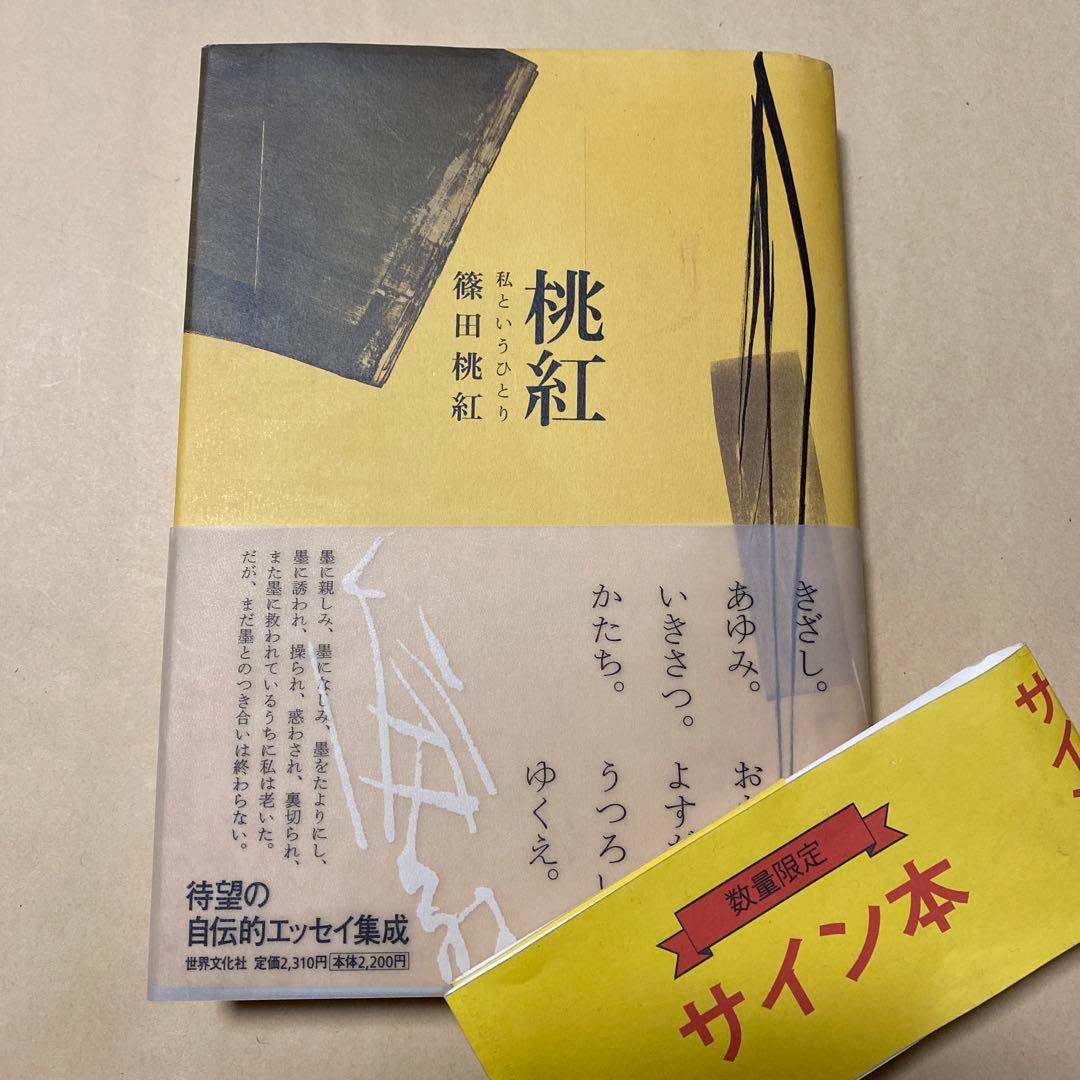 桃紅
私というひとり
篠田桃紅
きざし。
あゆみ。
いきさつ。
かたち。
お
よす
うつろ
ゆくえ。
墨に親しみ、墨になじみ、墨をたよりにし、
墨に誘われ、操られ、惑わされ、裏切られ、
また墨に救われているうちに私は老いた。
だが、まだ墨とのつき合いは終わらない。
待望の
自伝的エッセイ集成
世界文化社 定価2,310円 本体2,200円
数量限定
サイン本
サイ